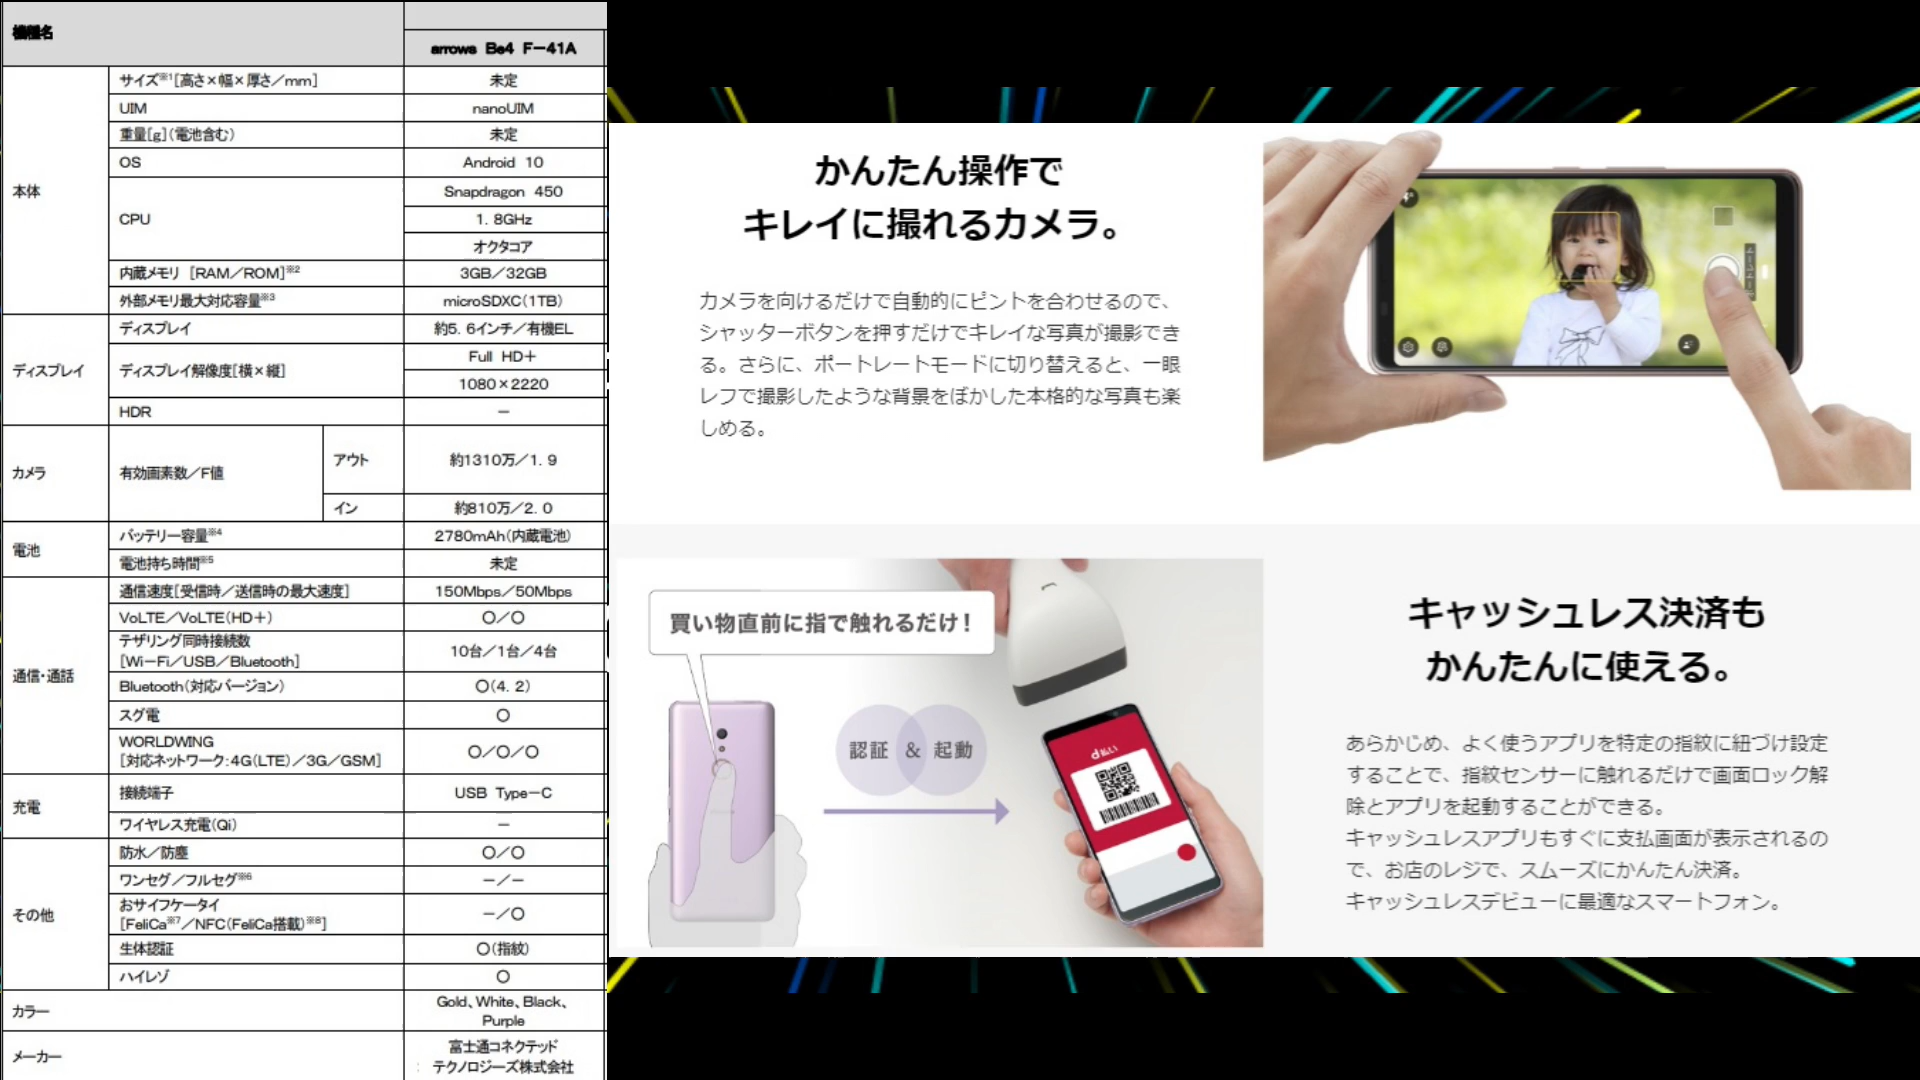 機種名
arrows Be4 F－41A
本体
サイズ※1[高さ×幅×厚さ／mm]
未定
UIM
nanoUIM
重量[g]（電池含む）
未定
OS
Android 10
CPU
Snapdragon 450
1．8GHz
オクタコア
内蔵メモリ [RAM／ROM]※2
3GB／32GB
外部メモリ最大対応容量※3
microSDXC（1TB）
ディスプレイ
ディスプレイ
約5．6インチ／有機EL
ディスプレイ解像度[横×縦]
Full HD＋
1080×2220
HDR
－
カメラ
有効画素数／F値
アウト
約1310万／1．9
イン
約810万／2．0
電池
バッテリー容量※4
2780mAh（内蔵電池）
電池持ち時間※5
未定
通信・通話
通信速度[受信時／送信時の最大速度]
150Mbps／50Mbps
VoLTE／VoLTE（HD＋）
〇／〇
テザリング同時接続数
[Wi－Fi／USB／Bluetooth]
10台／1台／4台
Bluetooth（対応バージョン）
〇（4．2）
スグ電
〇
WORLDWING
[対応ネットワーク：4G（LTE）／3G／GSM]
〇／〇／〇
充電
接続端子
USB Type－C
ワイヤレス充電（Qi）
－
その他
防水／防塵
〇／〇
ワンセグ／フルセグ※6
－／－
おサイフケータイ
[FeliCa※7／NFC（FeliCa搭載）※8]
－／〇
生体認証
〇（指紋）
ハイレゾ
〇
カラー
Gold、White、Black、
Purple
メーカー
富士通コネクテッド
テクノロジーズ株式会社
かんたん操作で
キレイに撮れるカメラ。
カメラを向けるだけで自動的にピントを合わせるので、
シャッターボタンを押すだけでキレイな写真が撮影でき
る。さらに、ポートレートモードに切り替えると、一眼
レフで撮影したような背景をぼかした本格的な写真も楽
しめる。
買い物直前に指で触れるだけ！
認証 & 起動
d払い
キャッシュレス決済も
かんたんに使える。
あらかじめ、よく使うアプリを特定の指紋に紐づけ設定
することで、指紋センサーに触れるだけで画面ロック解
除とアプリを起動することができる。
キャッシュレスアプリもすぐに支払画面が表示されるの
で、お店のレジで、スムーズにかんたん決済。
キャッシュレスデビューに最適なスマートフォン。